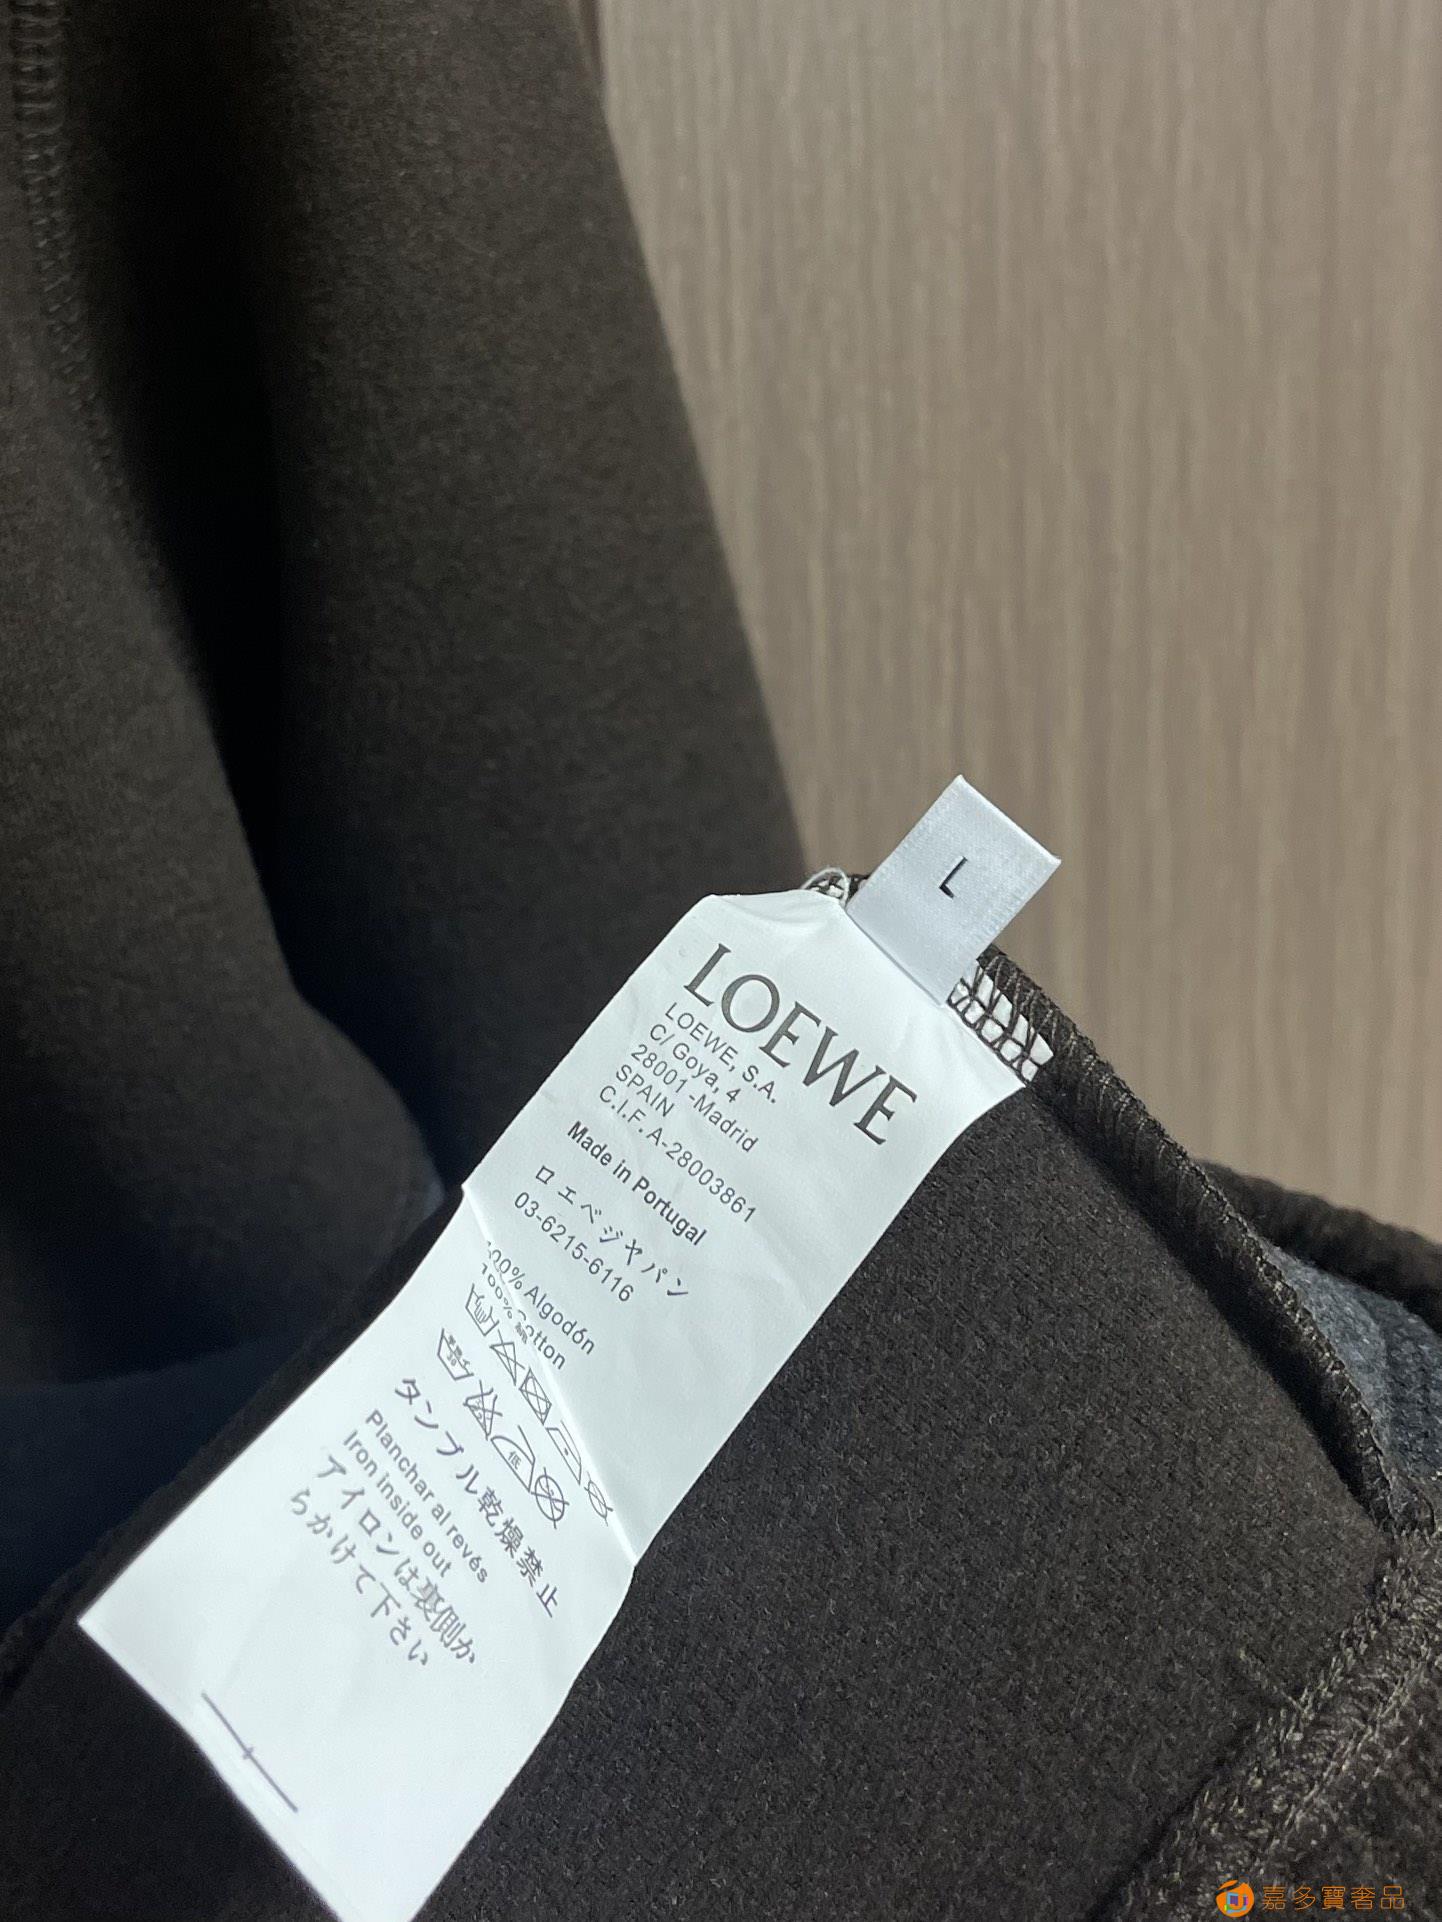 L
LOEWE
LOEWE, S.A.
C/ Goya, 4
28001 -Madrid
SPAIN
C.I.F. A-28003861
Made in Portugal
ロエベジャパン
03-6215-6116
100% Algodón
100% Cotton
タンブル乾燥禁止
Planchar al revés
Iron inside out
アイロンは裏側か
らかけて下さい
嘉多寶奢品